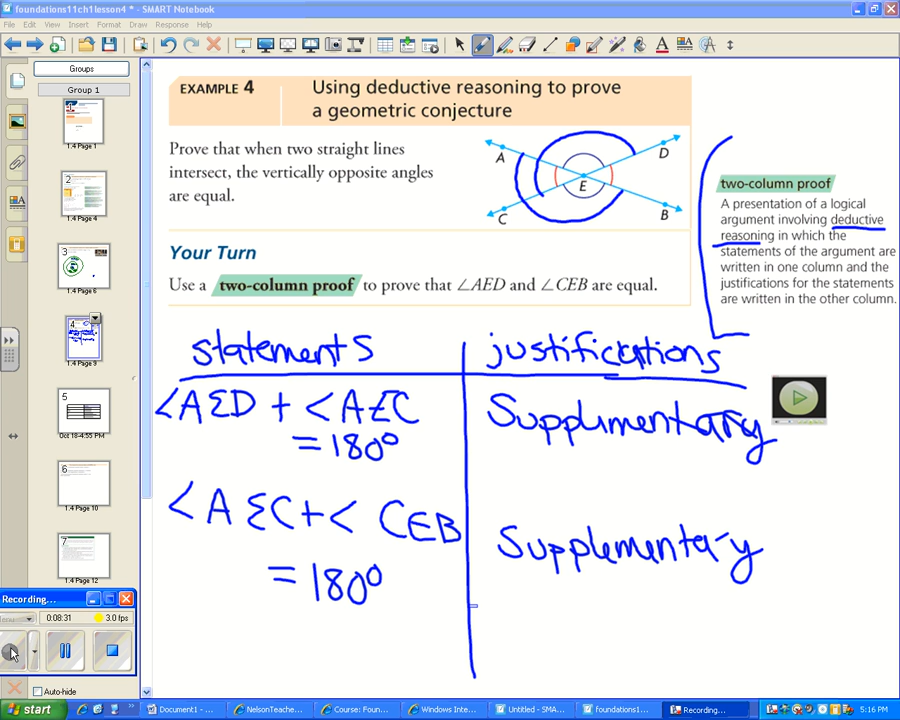 foundations11ch1lesson4 * - SMART Notebook
File Edit View Insert Format Draw Response Help
Groups
Group 1
1
1.4 Page 1
2
1.4 Page 4
3
1.4 Page 6
4
1.4 Page 9
5
Oct 18-4:55 PM
6
1.4 Page 10
7
1.4 Page 12
EXAMPLE 4 Using deductive reasoning to prove
a geometric conjecture
Prove that when two straight lines
intersect, the vertically opposite angles
are equal.
A
D
E
C
B
Your Turn
Use a two-column proof to prove that ∠AED and ∠CEB are equal.
two-column proof
A presentation of a logical
argument involving deductive
reasoning in which the
statements of the argument are
written in one column and the
justifications for the statements
are written in the other column.
statements justifications
∠AED + <AEC Supplimentary
= 180°
<AEC + < CEB Supplementary
= 180°
Recording...
0:08:31 3.0 fps
Auto-hide
start Document1 - ... NelsonTeache... Course: Foun... Windows Inte... Untitled - SMA... foundations1... Recording... 5:16 PM